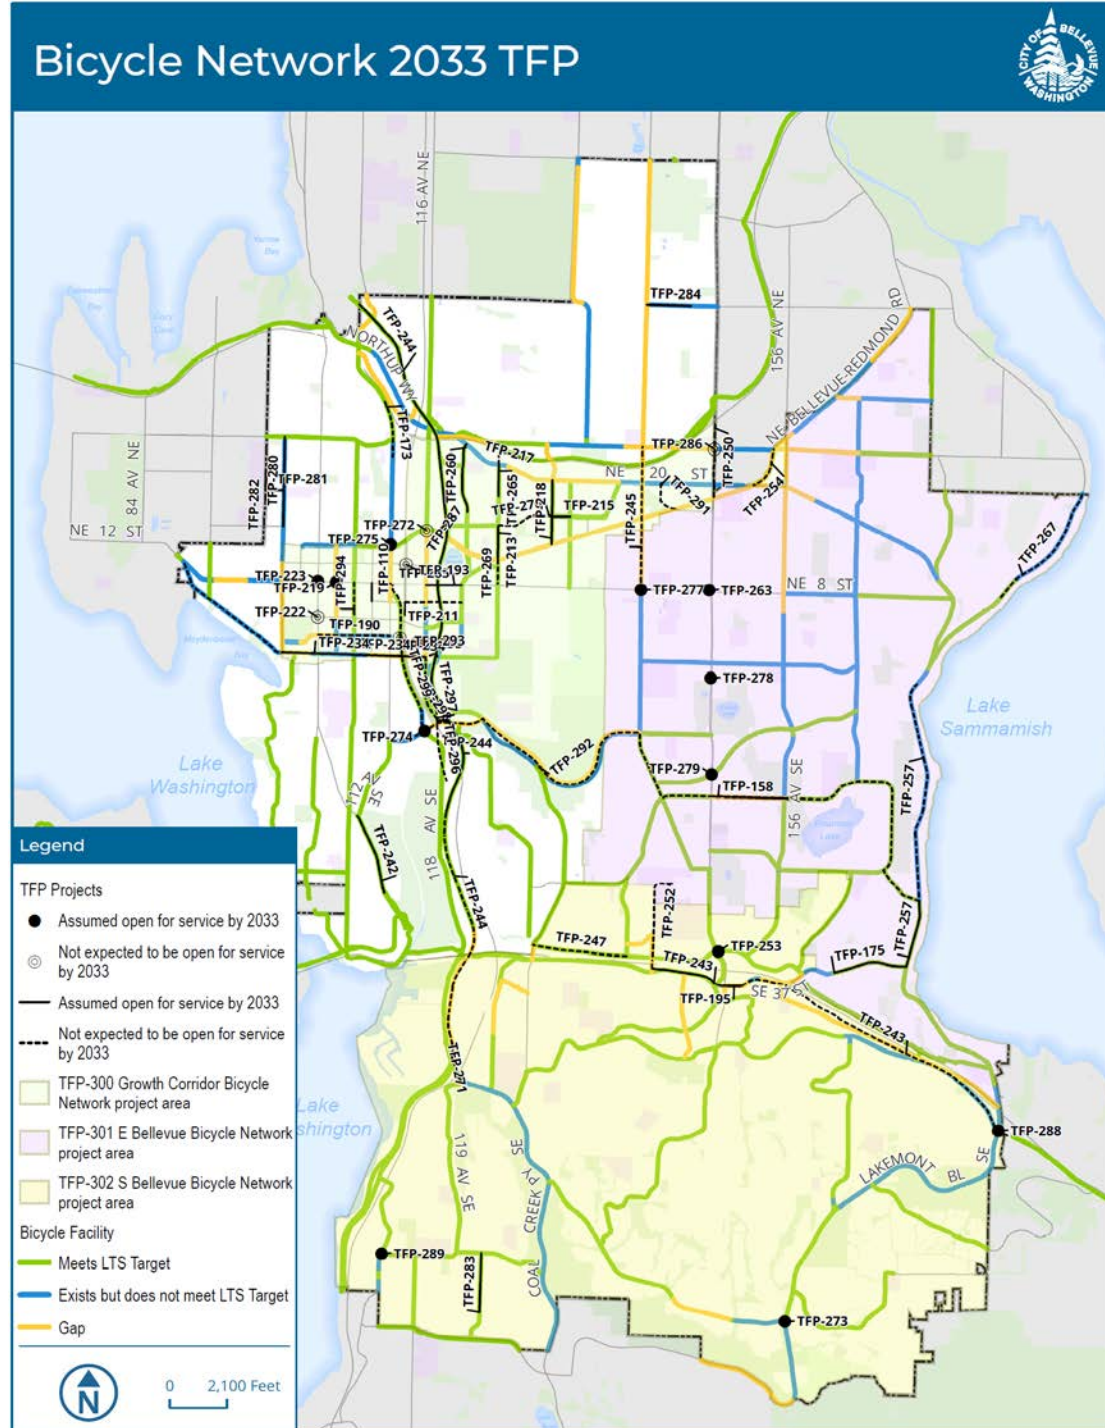 Bicycle Network 2033 TFP
CITY OF BELLEVUE
WASHINGTON
116 AV NE
TFP-284
TFP-244
NORTHUP WY
156 AV NE
NE BELLEVUE-REDMOND RD
TFP-173
TFP-217
TFP-286
TFP-250
84 AV NE
TFP-282
TFP-280
TFP-281
TFP-260
TFP-265
NE 20 ST
TFP-291
TFP-254
TFP-218
TFP-215
TFP-245
TFP-267
NE 12 ST
TFP-272
TFP-287
TFP-275
TFP-110
TFP-213
TFP-269
TFP-193
TFP-223
TFP-219
TFP-294
TFP-277
TFP-263
NE 8 ST
TFP-222
TFP-190
TFP-211
TFP-234
TFP-234
TFP-293
TFP-297
TFP-278
Lake
Sammamish
TFP-274
TFP-296
TFP-244
TFP-292
Lake
Washington
TFP-279
TFP-158
TFP-257
112 AV SE
118 AV SE
156 AV SE
TFP-242
TFP-244
TFP-252
TFP-257
TFP-247
TFP-253
TFP-175
TFP-243
TFP-195
SE 37 ST
TFP-243
TFP-271
Lake
shington
TFP-288
119 AV SE
COAL CREEK PY SE
LAKEMONT BL SE
TFP-289
TFP-283
TFP-273
Legend
TFP Projects
Assumed open for service by 2033
Not expected to be open for service
by 2033
Assumed open for service by 2033
Not expected to be open for service
by 2033
TFP-300 Growth Corridor Bicycle
Network project area
TFP-301 E Bellevue Bicycle Network
project area
TFP-302 S Bellevue Bicycle Network
project area
Bicycle Facility
Meets LTS Target
Exists but does not meet LTS Target
Gap
N
0 2,100 Feet